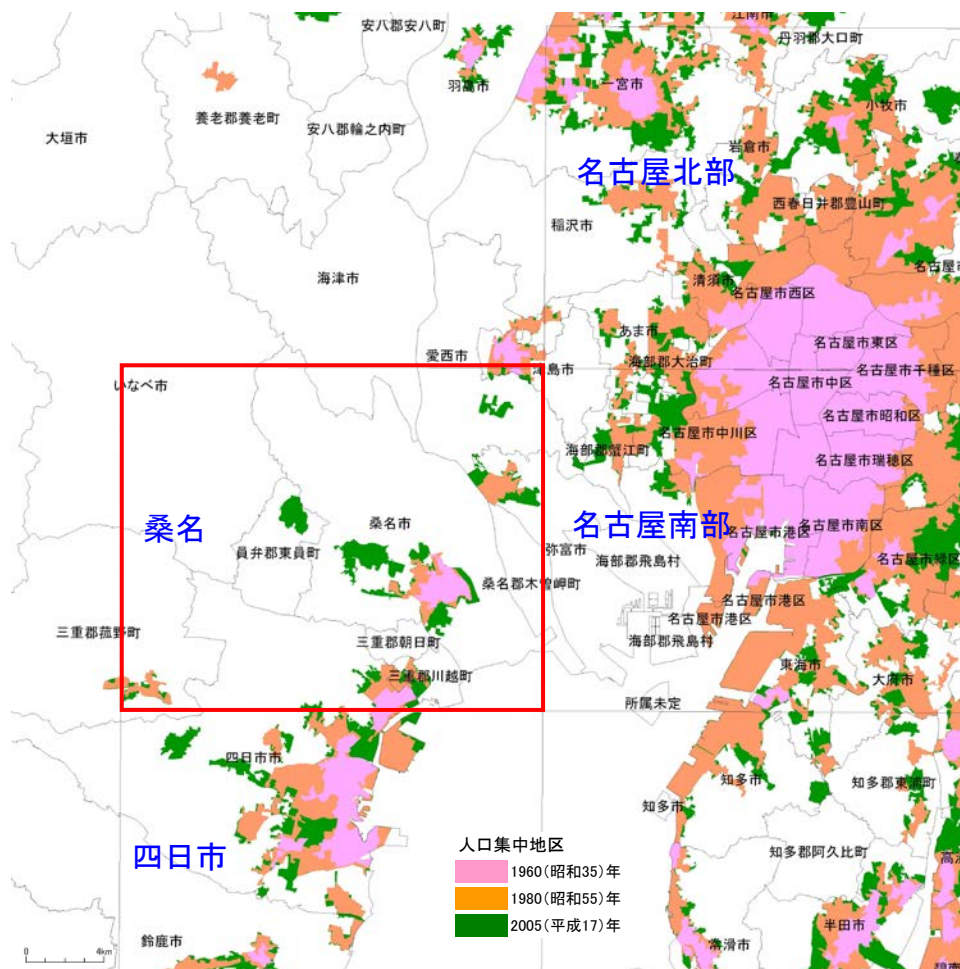 安八郡安八町
江南市
丹羽郡大口町
羽島市
一宮市
小牧市
養老郡養老町
大垣市
安八郡輪之内町
岩倉市
名古屋北部
西春日井郡豊山町
稲沢市
海津市
清須市
名古屋市西区
あま市
名古屋市東区
愛西市
海部郡大治町
津島市
名古屋市千種区
いなべ市
名古屋市中区
名古屋市昭和区
名古屋市中川区
海部郡蟹江町
名古屋市瑞穂区
桑名
桑名市
名古屋南部
名古屋市港区
名古屋市南区
員弁郡東員町
弥富市
海部郡飛島村
名古屋市緑区
桑名郡木曽岬町
名古屋市港区
名古屋市港区
三重郡菰野町
三重郡朝日町
海部郡飛島村
三重郡川越町
東海市
大府市
所属未定
四日市市
知多市
知多郡東浦町
知多市
四日市
人口集中地区
1960(昭和35)年
1980(昭和55)年
2005(平成17)年
知多郡阿久比町
半田市
鈴鹿市
常滑市
0 4km